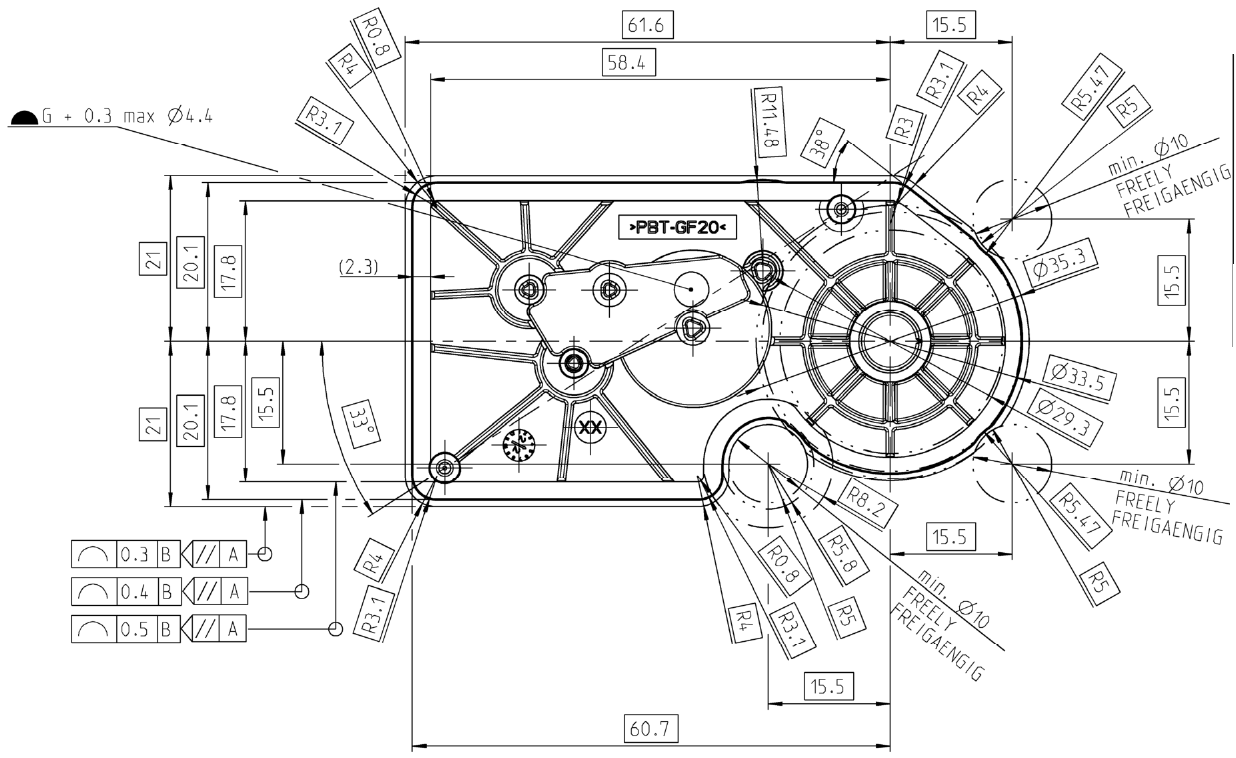 61.6
15.5
58.4
R0.8
R4
R3.1
G + 0.3 max Ø4.4
R11.48
38°
R3
R3.1
R4
R5.47
R5
min. Ø10
FREELY
FREIGAENGIG
>PBT-GF20<
21
20.1
17.8
(2.3)
Ø35.3
15.5
21
20.1
17.8
15.5
33°
XX
Ø33.5
Ø29.3
15.5
min. Ø10
FREELY
FREIGAENGIG
R8.2
R5.47
R5
15.5
0.3 B // A
0.4 B // A
0.5 B // A
R4
R3.1
R4
R3.1
R0.8
R5.8
R5
min. Ø10
FREELY
FREIGAENGIG
15.5
60.7